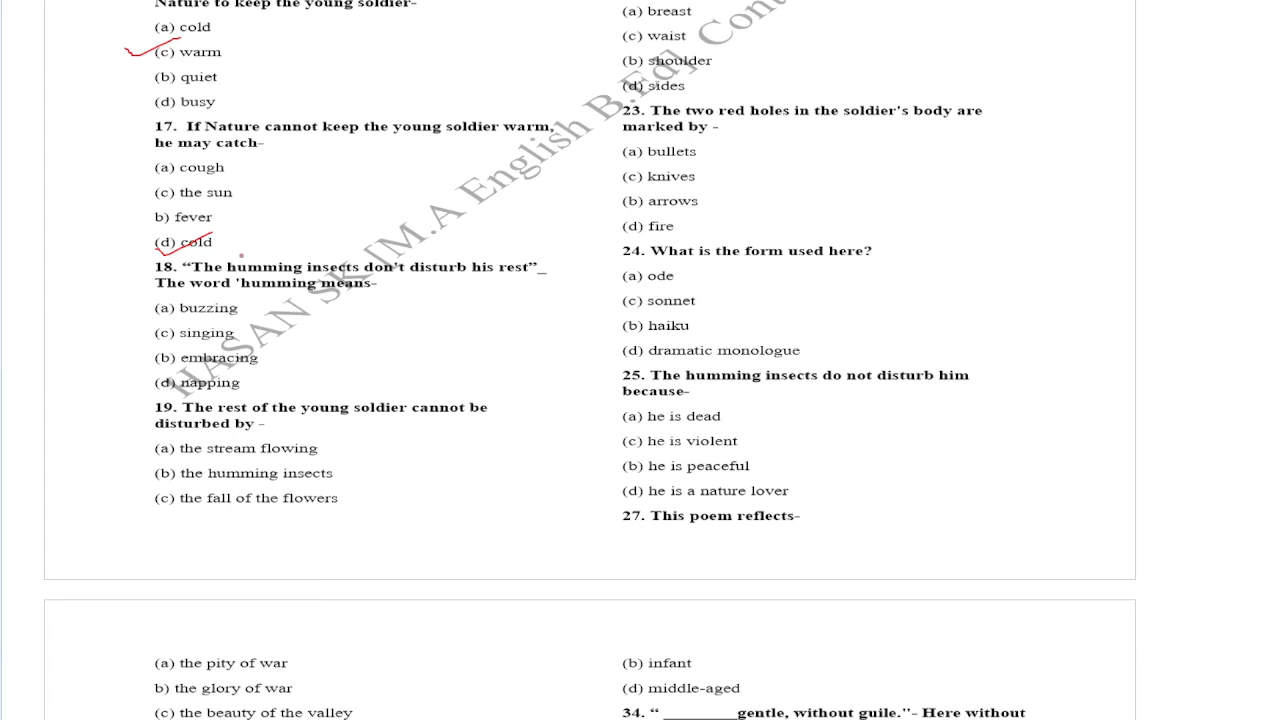 Nature to keep the young soldier-
(a) cold
(c) warm
(b) quiet
(d) busy
17. If Nature cannot keep the young soldier warm,
he may catch-
(a) cough
(c) the sun
b) fever
(d) cold
18. “The humming insects don't disturb his rest”_
The word 'humming means-
(a) buzzing
(c) singing
(b) embracing
(d) napping
19. The rest of the young soldier cannot be
disturbed by -
(a) the stream flowing
(b) the humming insects
(c) the fall of the flowers
(a) breast
(c) waist
(b) shoulder
(d) sides
23. The two red holes in the soldier's body are
marked by -
(a) bullets
(c) knives
(b) arrows
(d) fire
24. What is the form used here?
(a) ode
(c) sonnet
(b) haiku
(d) dramatic monologue
25. The humming insects do not disturb him
because-
(a) he is dead
(c) he is violent
(b) he is peaceful
(d) he is a nature lover
27. This poem reflects-
HASAN SK [M.A English B.Ed]
(a) the pity of war
b) the glory of war
(c) the beauty of the valley
(b) infant
(d) middle-aged
34. “ _________gentle, without guile."- Here without